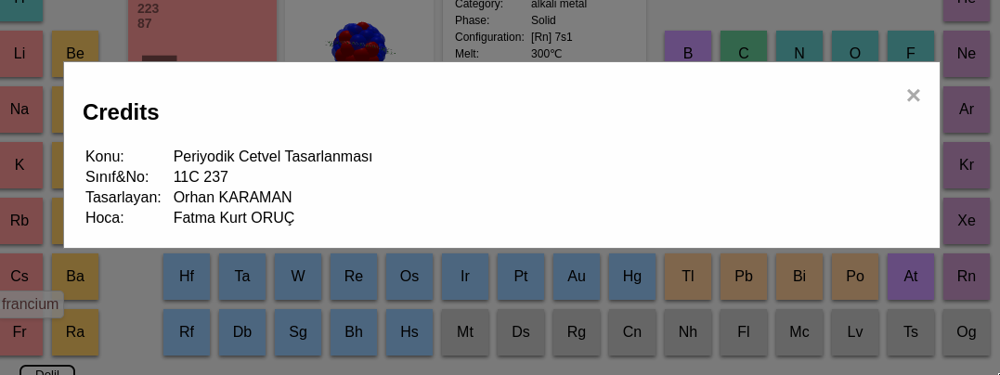 223
87
Category: alkali metal
Phase: Solid
Configuration: [Rn] 7s1
Melt: 300℃
Li Be B C N O F Ne
×
Credits
Konu: Periyodik Cetvel Tasarlanması
Sınıf&No: 11C 237
Tasarlayan: Orhan KARAMAN
Hoca: Fatma Kurt ORUÇ
Na Ar
K Kr
Rb Xe
Cs Ba Hf Ta W Re Os Ir Pt Au Hg Tl Pb Bi Po At Rn
francium
Fr Ra Rf Db Sg Bh Hs Mt Ds Rg Cn Nh Fl Mc Lv Ts Og